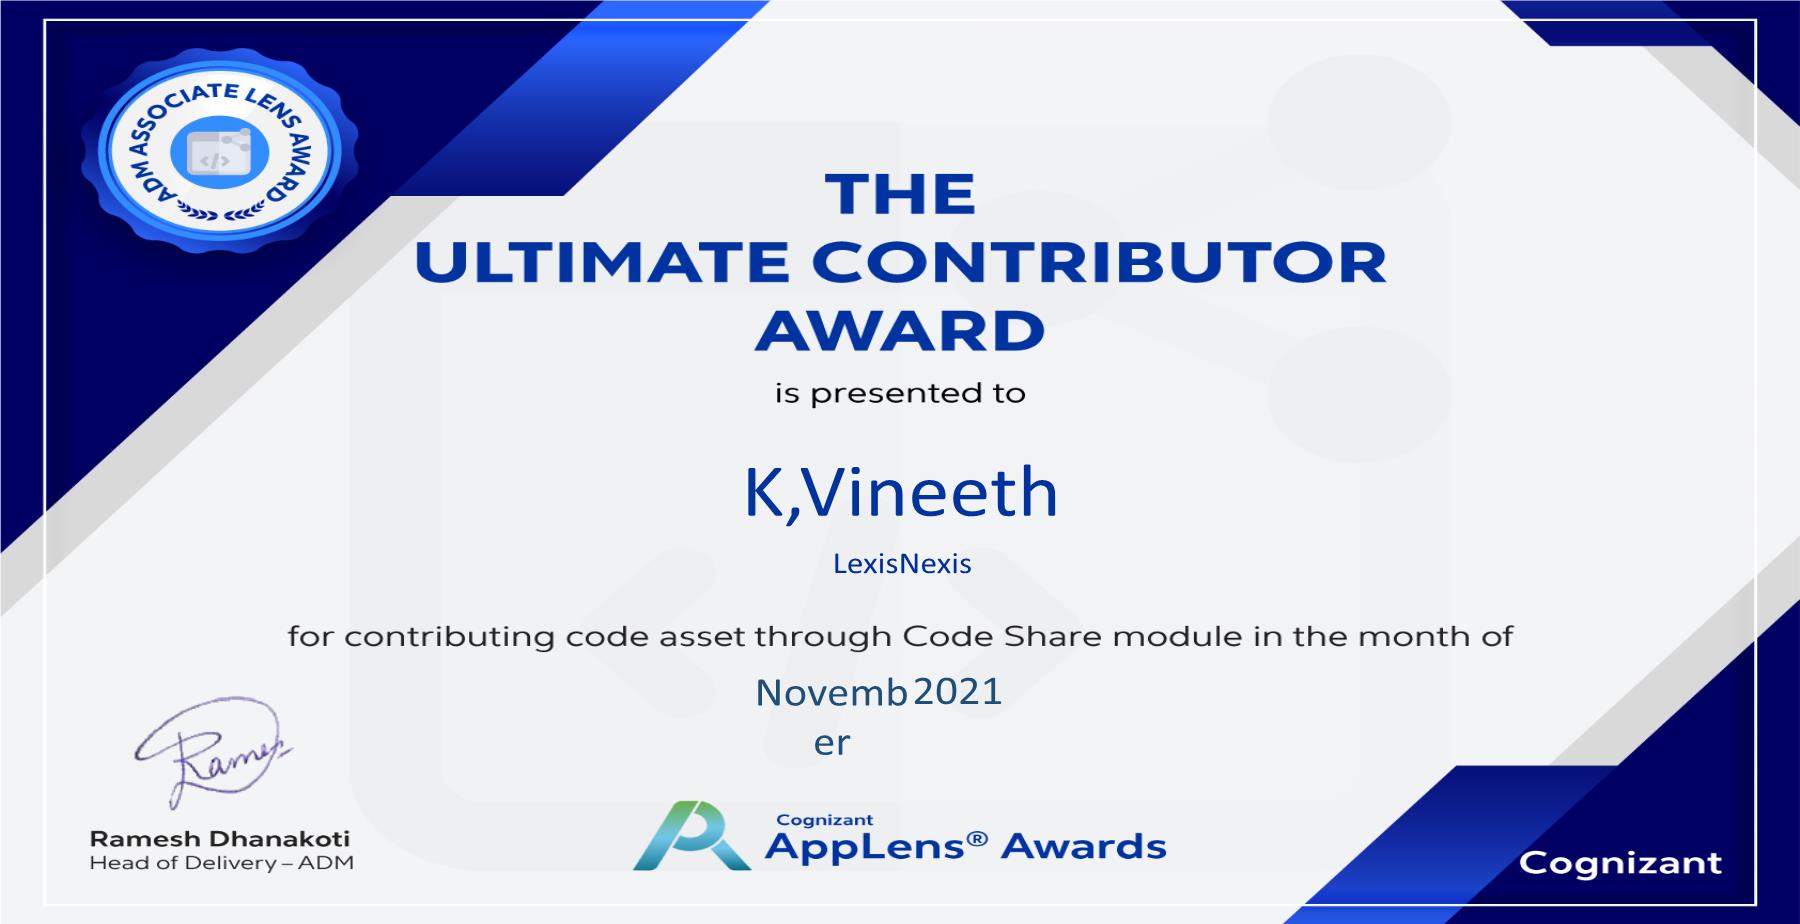 ADM ASSOCIATE LENS AWARD
</>
THE
ULTIMATE CONTRIBUTOR
AWARD
is presented to
K,Vineeth
LexisNexis
for contributing code asset through Code Share module in the month of
Novemb 2021
er
Rames
Ramesh Dhanakoti
Head of Delivery – ADM
Cognizant
AppLens® Awards
Cognizant